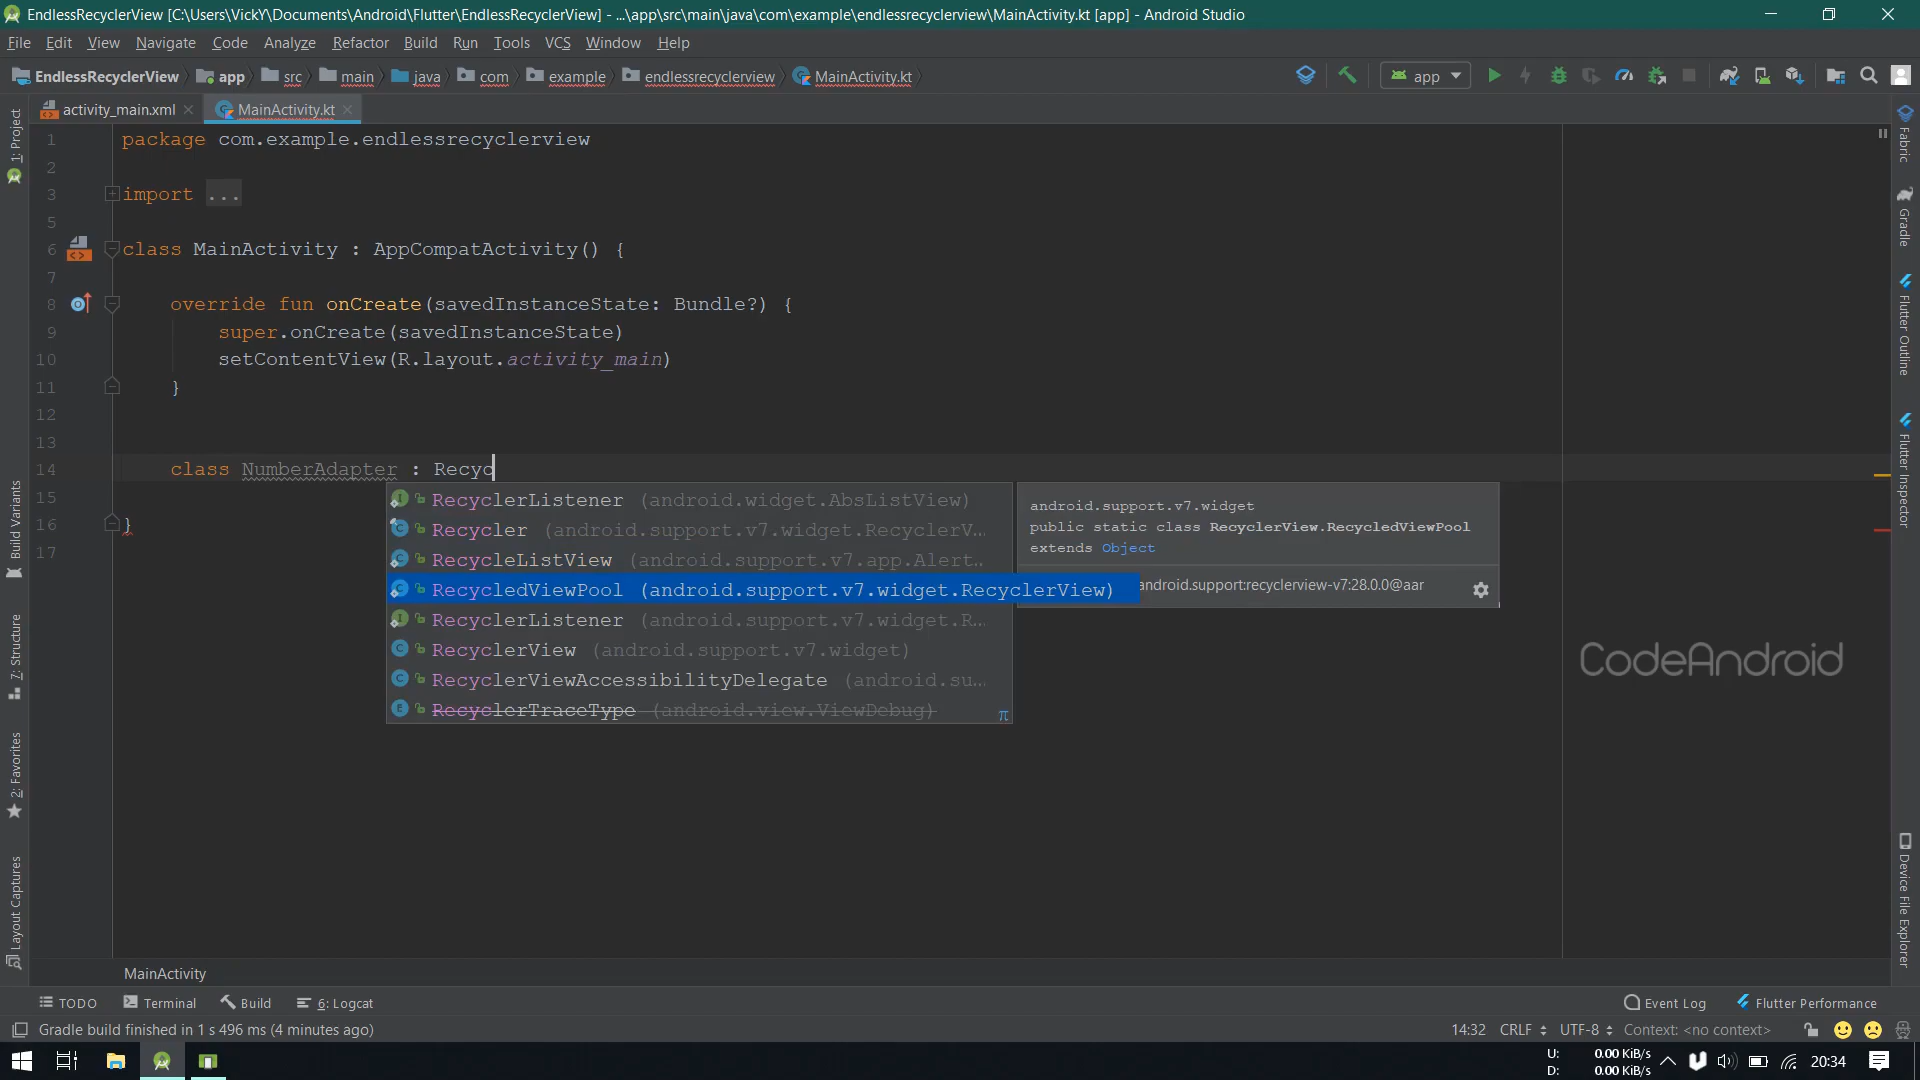 EndlessRecyclerView [C:\Users\VickY\Documents\Android\Flutter\EndlessRecyclerView] - ...\app\src\main\java\com\example\endlessrecyclerview\MainActivity.kt [app] - Android Studio
File Edit View Navigate Code Analyze Refactor Build Run Tools VCS Window Help
EndlessRecyclerView app src main java com example endlessrecyclerview MainActivity.kt app
activity_main.xml MainActivity.kt
1 package com.example.endlessrecyclerview
2
3 import ...
5
6 class MainActivity : AppCompatActivity() {
7
8 override fun onCreate(savedInstanceState: Bundle?) {
9 super.onCreate(savedInstanceState)
10 setContentView(R.layout.activity_main)
11 }
12
13
14 class NumberAdapter : Recyc
15
16 }
17
RecyclerListener (android.widget.AbsListView)
Recycler (android.support.v7.widget.RecyclerV...
RecycleListView (android.support.v7.app.Alert...
RecycledViewPool (android.support.v7.widget.RecyclerView)
RecyclerListener (android.support.v7.widget.R...
RecyclerView (android.support.v7.widget)
RecyclerViewAccessibilityDelegate (android.su...
RecyclerTraceType (android.view.ViewDebug)
π
android.support.v7.widget
public static class RecyclerView.RecycledViewPool
extends Object
android.support:recyclerview-v7:28.0.0@aar
CodeAndroid
1: Project
Build Variants
7: Structure
2: Favorites
Layout Captures
Fabric
Gradle
Flutter Outline
Flutter Inspector
Device File Explorer
MainActivity
TODO Terminal Build 6: Logcat Event Log Flutter Performance
Gradle build finished in 1 s 496 ms (4 minutes ago) 14:32 CRLF UTF-8 Context: <no context>
U: 0.00 KiB/s
D: 0.00 KiB/s
20:34